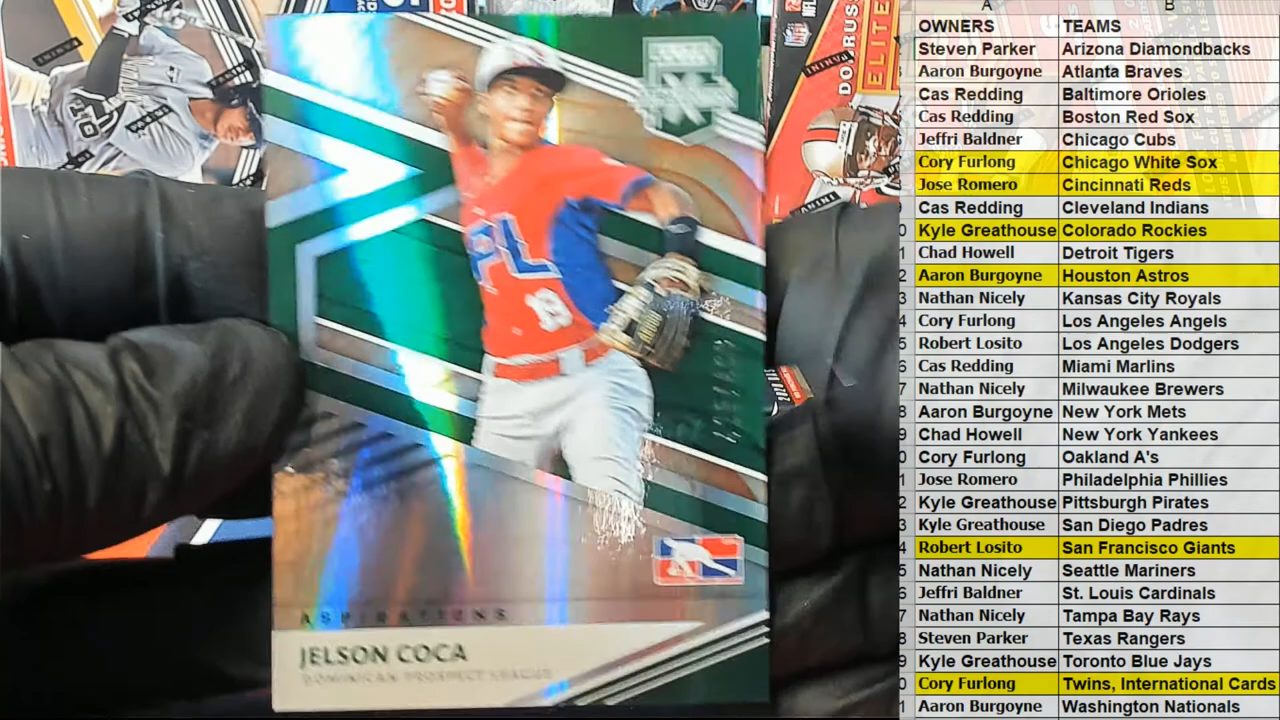 A B
OWNERS TEAMS
Steven Parker Arizona Diamondbacks
Aaron Burgoyne Atlanta Braves
Cas Redding Baltimore Orioles
Cas Redding Boston Red Sox
Jeffri Baldner Chicago Cubs
Cory Furlong Chicago White Sox
Jose Romero Cincinnati Reds
Cas Redding Cleveland Indians
Kyle Greathouse Colorado Rockies
Chad Howell Detroit Tigers
Aaron Burgoyne Houston Astros
Nathan Nicely Kansas City Royals
Cory Furlong Los Angeles Angels
Robert Losito Los Angeles Dodgers
Cas Redding Miami Marlins
Nathan Nicely Milwaukee Brewers
Aaron Burgoyne New York Mets
Chad Howell New York Yankees
Cory Furlong Oakland A's
Jose Romero Philadelphia Phillies
Kyle Greathouse Pittsburgh Pirates
Kyle Greathouse San Diego Padres
Robert Losito San Francisco Giants
Nathan Nicely Seattle Mariners
Jeffri Baldner St. Louis Cardinals
Nathan Nicely Tampa Bay Rays
Steven Parker Texas Rangers
Kyle Greathouse Toronto Blue Jays
Cory Furlong Twins, International Cards
Aaron Burgoyne Washington Nationals
PANINI
NFL
ELITE
PANINI
PL
13
ASPIRATIONS
JELSON COCA
DOMINICAN PROSPECT LEAGUE